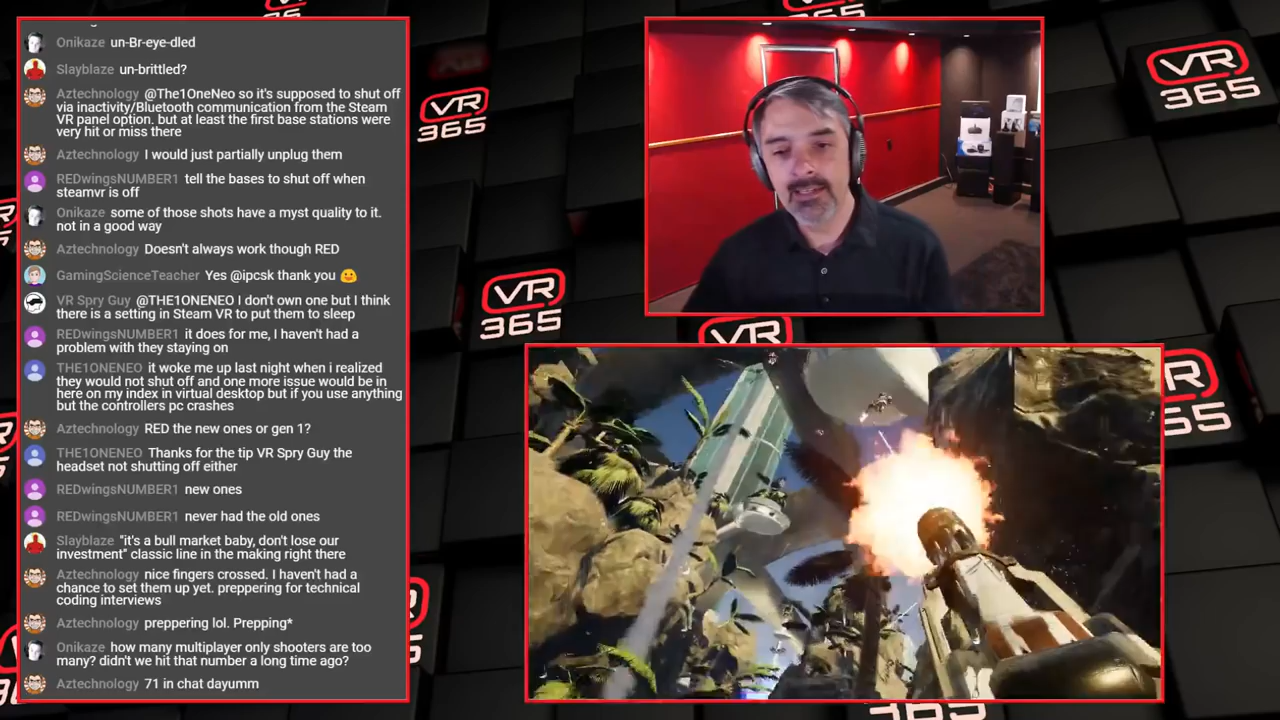 Onikaze un-Br-eye-dled
Slayblaze un-brittled?
Aztechnology @The1OneNeo so it's supposed to shut off
via inactivity/Bluetooth communication from the Steam
VR panel option. but at least the first base stations were
very hit or miss there
Aztechnology I would just partially unplug them
REDwingsNUMBER1 tell the bases to shut off when
steamvr is off
Onikaze some of those shots have a myst quality to it.
not in a good way
Aztechnology Doesn't always work though RED
GamingScienceTeacher Yes @ipcsk thank you
VR Spry Guy @THE1ONENEO I don't own one but I think
there is a setting in Steam VR to put them to sleep
REDwingsNUMBER1 it does for me, I haven't had a
problem with they staying on
THE1ONENEO it woke me up last night when i realized
they would not shut off and one more issue would be in
here on my index in virtual desktop but if you use anything
but the controllers pc crashes
Aztechnology RED the new ones or gen 1?
THE1ONENEO Thanks for the tip VR Spry Guy the
headset not shutting off either
REDwingsNUMBER1 new ones
REDwingsNUMBER1 never had the old ones
Slayblaze "it's a bull market baby, don't lose our
investment" classic line in the making right there
Aztechnology nice fingers crossed. I haven't had a
chance to set them up yet. preppering for technical
coding interviews
Aztechnology preppering lol. Prepping*
Onikaze how many multiplayer only shooters are too
many? didn't we hit that number a long time ago?
Aztechnology 71 in chat dayumm
VR
365
VR
365
VR
365
VR
R
65
365